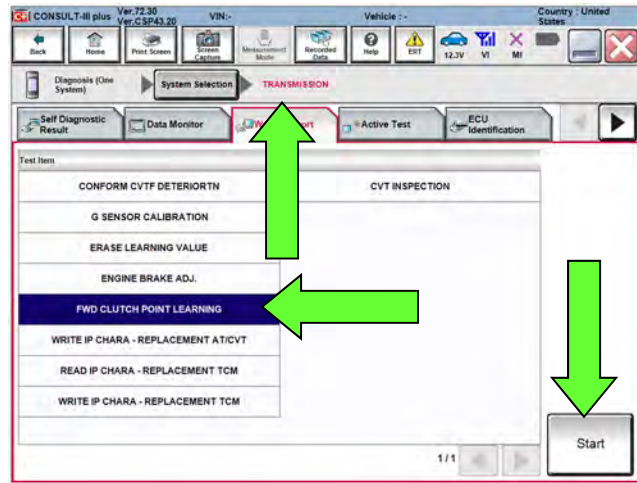 CONSULT-III plus
Ver.72.30
Ver.CSP43.20
VIN:-
Vehicle : -
Country : United
States
Back
Home
Print Screen
Screen
Capture
Measurement
Mode
Recorded
Data
Help
ERT
12.3V
VI
MI
Diagnosis (One
System)
System Selection
TRANSMISSION
Self Diagnostic
Result
Data Monitor
Active Test
ECU
Identification
Test Item
CONFORM CVTF DETERIORTN
CVT INSPECTION
G SENSOR CALIBRATION
ERASE LEARNING VALUE
ENGINE BRAKE ADJ.
FWD CLUTCH POINT LEARNING
WRITE IP CHARA - REPLACEMENT AT/CVT
READ IP CHARA - REPLACEMENT TCM
WRITE IP CHARA - REPLACEMENT TCM
1/1
Start